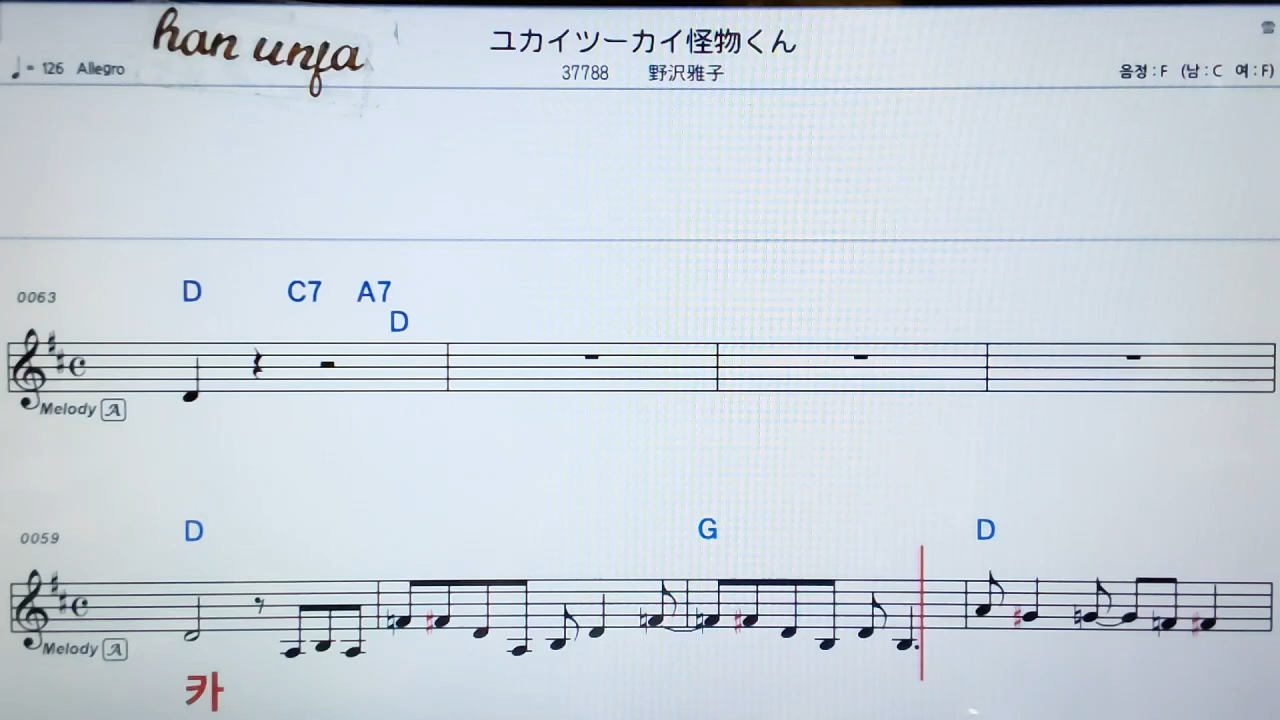 han unfa
ユカイツーカイ怪物くん
♩= 126 Allegro
37788 野沢雅子
음정 : F (남 : C 여 : F)
0063
D C7 A7
D
Melody A
0059
D G D
Melody A
카